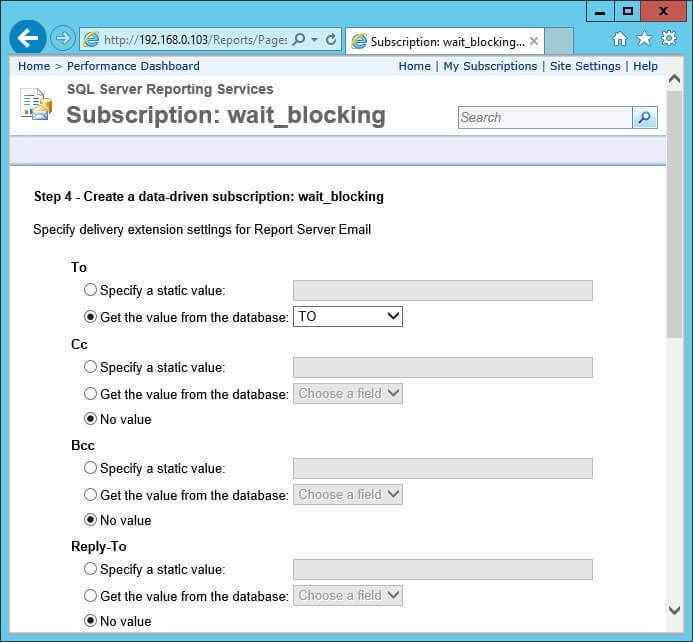 http://192.168.0.103/Reports/Page:
Subscription: wait_blocking...
Home > Performance Dashboard
Home | My Subscriptions | Site Settings | Help
SQL Server Reporting Services
Subscription: wait_blocking
Search
Step 4 - Create a data-driven subscription: wait_blocking
Specify delivery extension settings for Report Server Email
To
Specify a static value:
Get the value from the database: TO
Cc
Specify a static value:
Get the value from the database: Choose a field
No value
Bcc
Specify a static value:
Get the value from the database: Choose a field
No value
Reply-To
Specify a static value:
Get the value from the database: Choose a field
No value